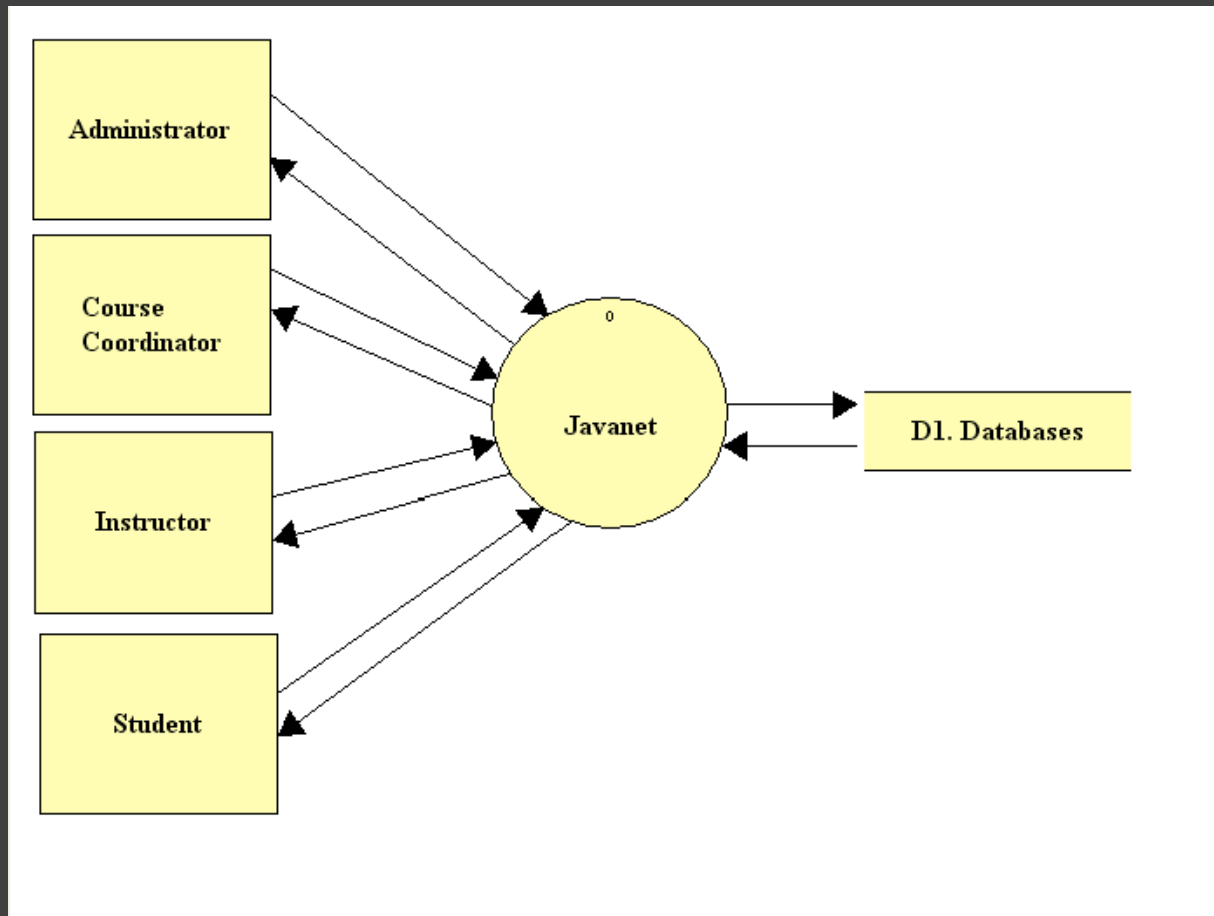 Administrator
Course
Coordinator
Instructor
Student
0
Javanet
D1. Databases